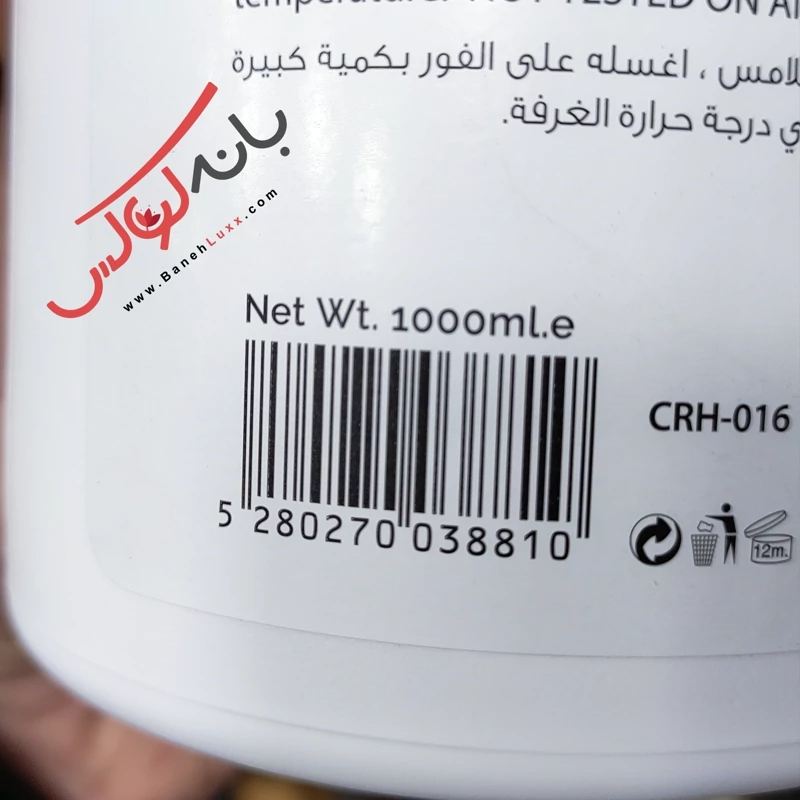 temperature. NOT TESTED ON
لامس ، اغسله على الفور بكمية كبيرة
درجة حرارة الغرفة.
بانه لوکس
www.BanehLuxx.com
Net Wt. 1000ml.e
CRH-016
5 280270 038810
12m.